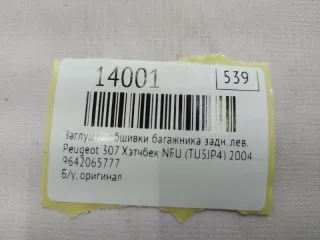 14001
539
Заглушка обшивки багажника задн.лев.
Peugeot 307 Хэтчбек NFU (TU5JP4) 2004
9642065777
Б/у, оригинал